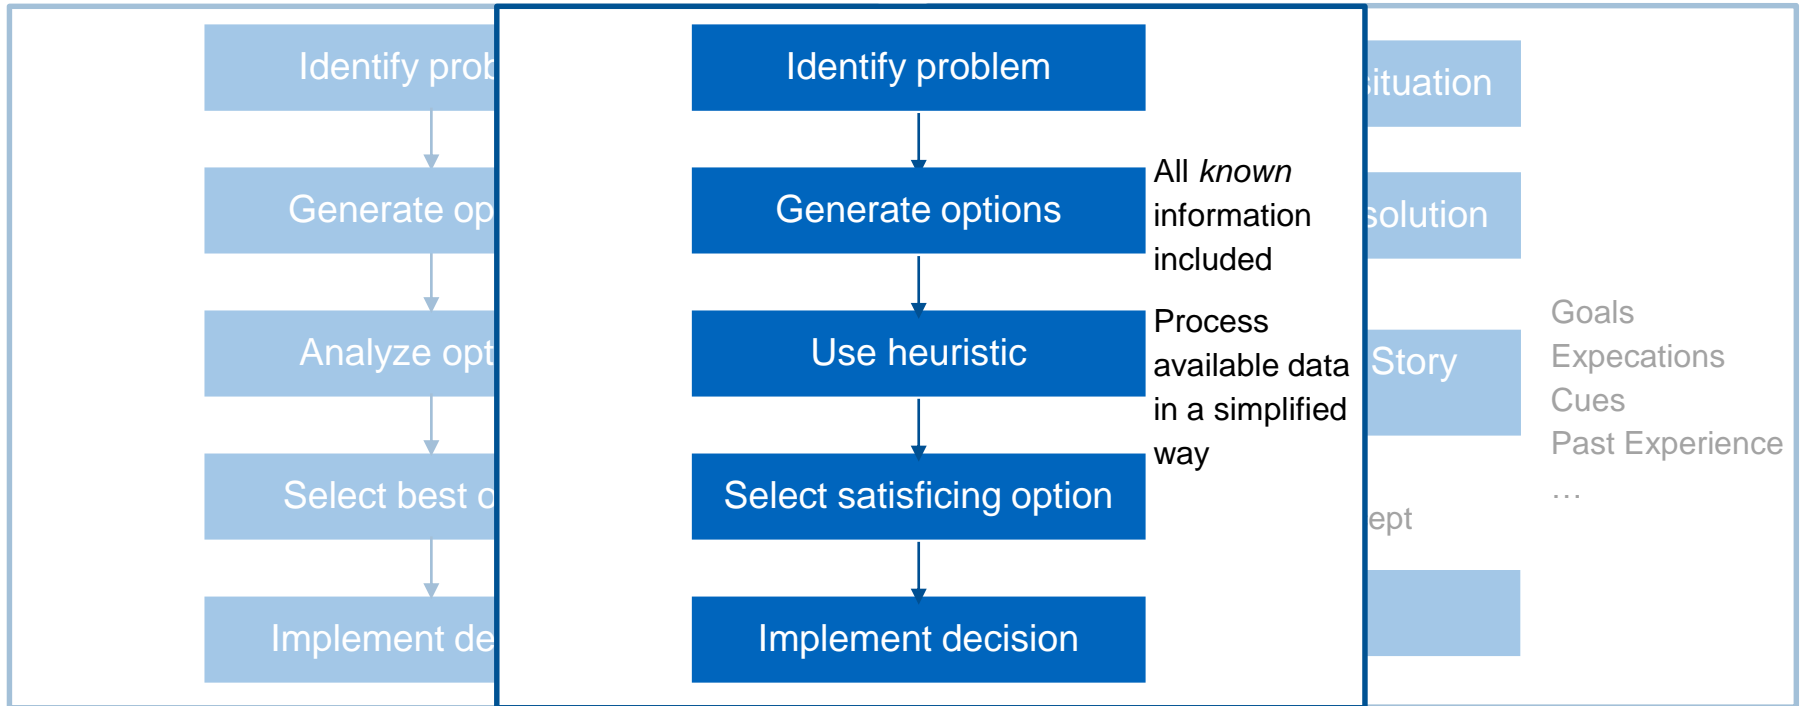 Identify prob
Generate op
Analyze opt
Select best o
Implement de
Identify problem
Generate options
Use heuristic
Select satisficing option
Implement decision
All known
information
included
Process
available data
in a simplified
way
situation
solution
Story
ept
Goals
Expecations
Cues
Past Experience
…